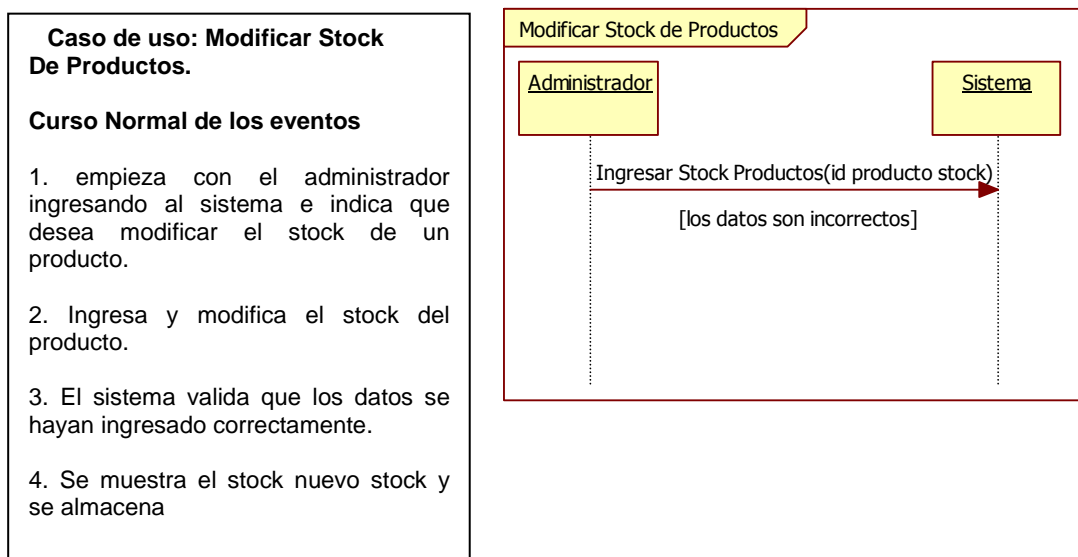 Caso de uso: Modificar Stock
De Productos.
Curso Normal de los eventos
1. empieza con el administrador
ingresando al sistema e indica que
desea modificar el stock de un
producto.
2. Ingresa y modifica el stock del
producto.
3. El sistema valida que los datos se
hayan ingresado correctamente.
4. Se muestra el stock nuevo stock y
se almacena
Modificar Stock de Productos
Administrador
Sistema
Ingresar Stock Productos(id producto stock)
[los datos son incorrectos]